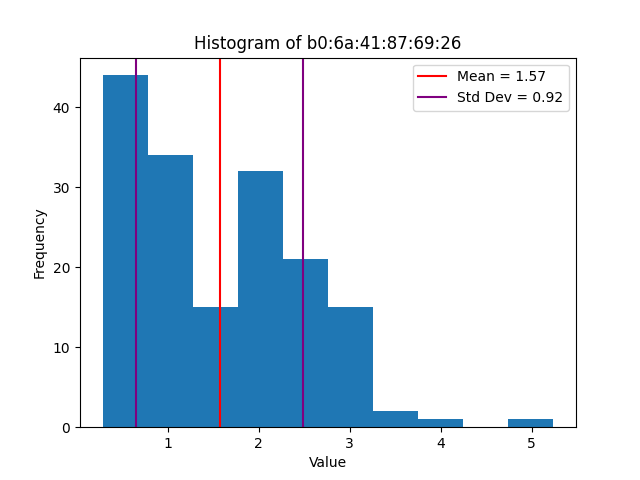 Histogram of b0:6a:41:87:69:26
Mean = 1.57
Std Dev = 0.92
Frequency
40
30
20
10
0
1 2 3 4 5
Value